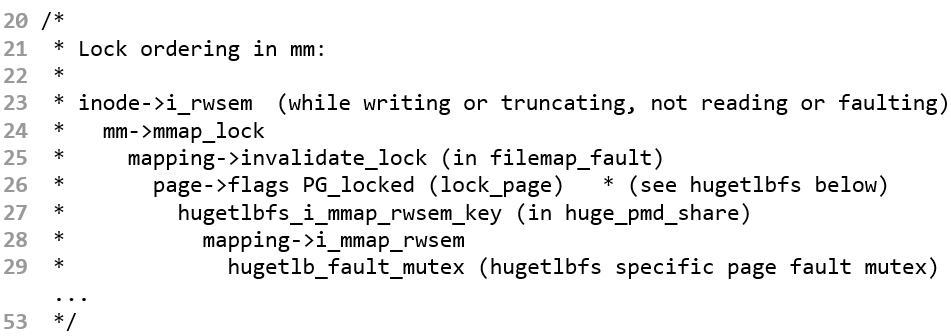 20 /*
21  * Lock ordering in mm:
22  *
23  * inode->i_rwsem  (while writing or truncating, not reading or faulting)
24  *   mm->mmap_lock
25  *     mapping->invalidate_lock (in filemap_fault)
26  *       page->flags PG_locked (lock_page)   * (see hugetlbfs below)
27  *         hugetlbfs_i_mmap_rwsem_key (in huge_pmd_share)
28  *           mapping->i_mmap_rwsem
29  *             hugetlb_fault_mutex (hugetlbfs specific page fault mutex)
    ...
53  */